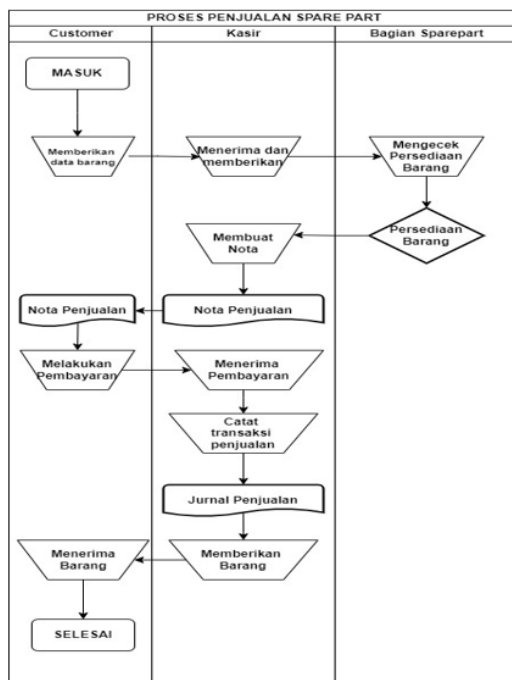 PROSES PENJUALAN SPARE PART
Customer
Kasir
Bagian Sparepart
MASUK
Memberikan
data barang
Menerima dan
memberikan
Mengecek
Persediaan
Barang
Persediaan
Barang
Membuat
Nota
Nota Penjualan
Nota Penjualan
Melakukan
Pembayaran
Menerima
Pembayaran
Catat
transaksi
penjualan
Jurnal Penjualan
Memberikan
Barang
Menerima
Barang
SELESAI